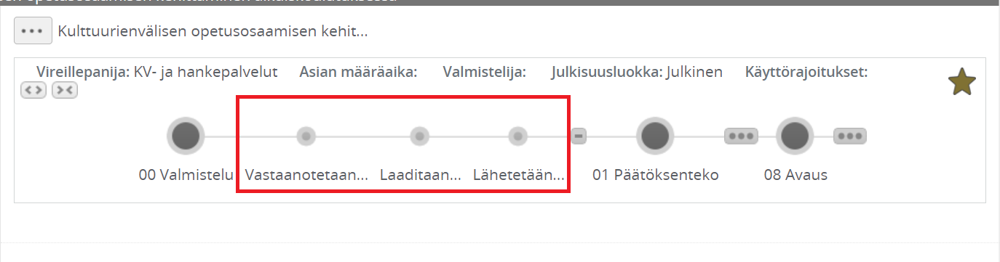 Kulttuurienvälisen opetusosaamisen kehit...
Vireillepanija: KV- ja hankepalvelut Asian määräaika: Valmistelija: Julkisuusluokka: Julkinen Käyttörajoitukset:
00 Valmistelu Vastaanotetaan... Laaditaan... Lähetetään... 01 Päätöksenteko 08 Avaus